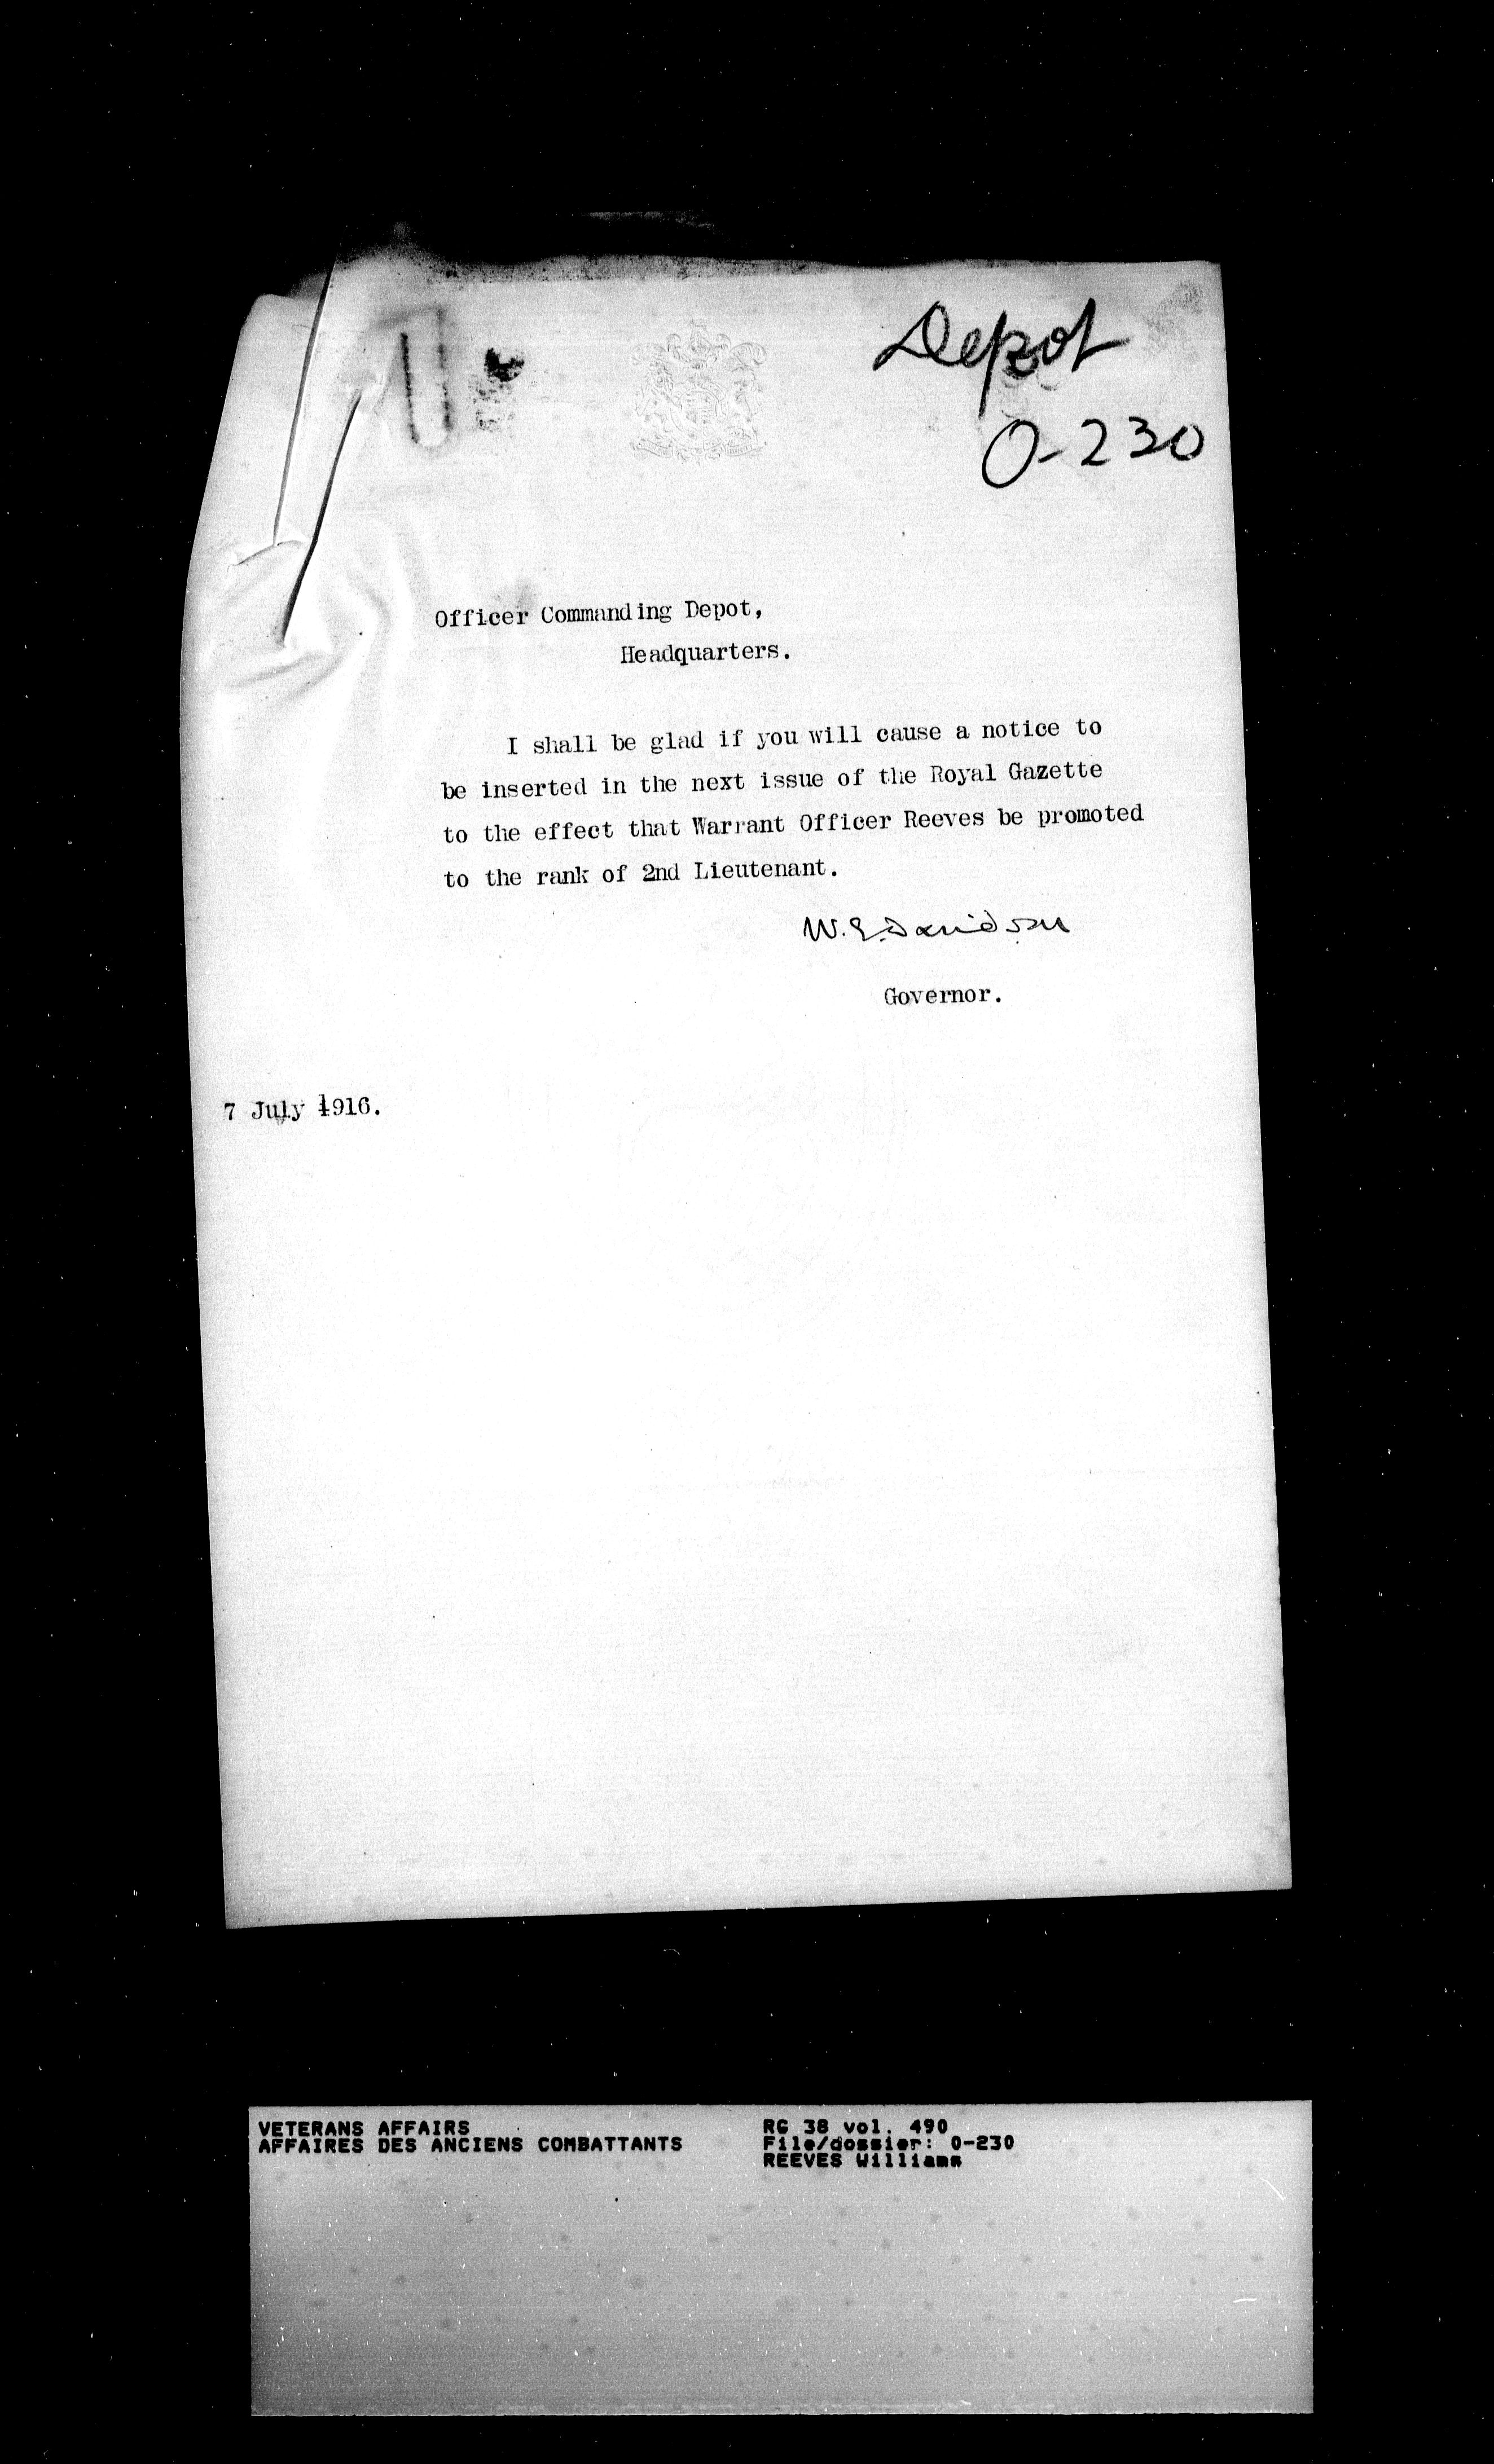 Depot
O-230
Officer Commanding Depot,
Headquarters.
I shall be glad if you will cause a notice to
be inserted in the next issue of the Royal Gazette
to the effect that Warrant Officer Reeves be promoted
to the rank of 2nd Lieutenant.
W.E.Davidson
Governor.
7 July 1916.
VETERANS AFFAIRS
AFFAIRES DES ANCIENS COMBATTANTS
RG 38 vol. 490
File/dossier: O-230
REEVES William